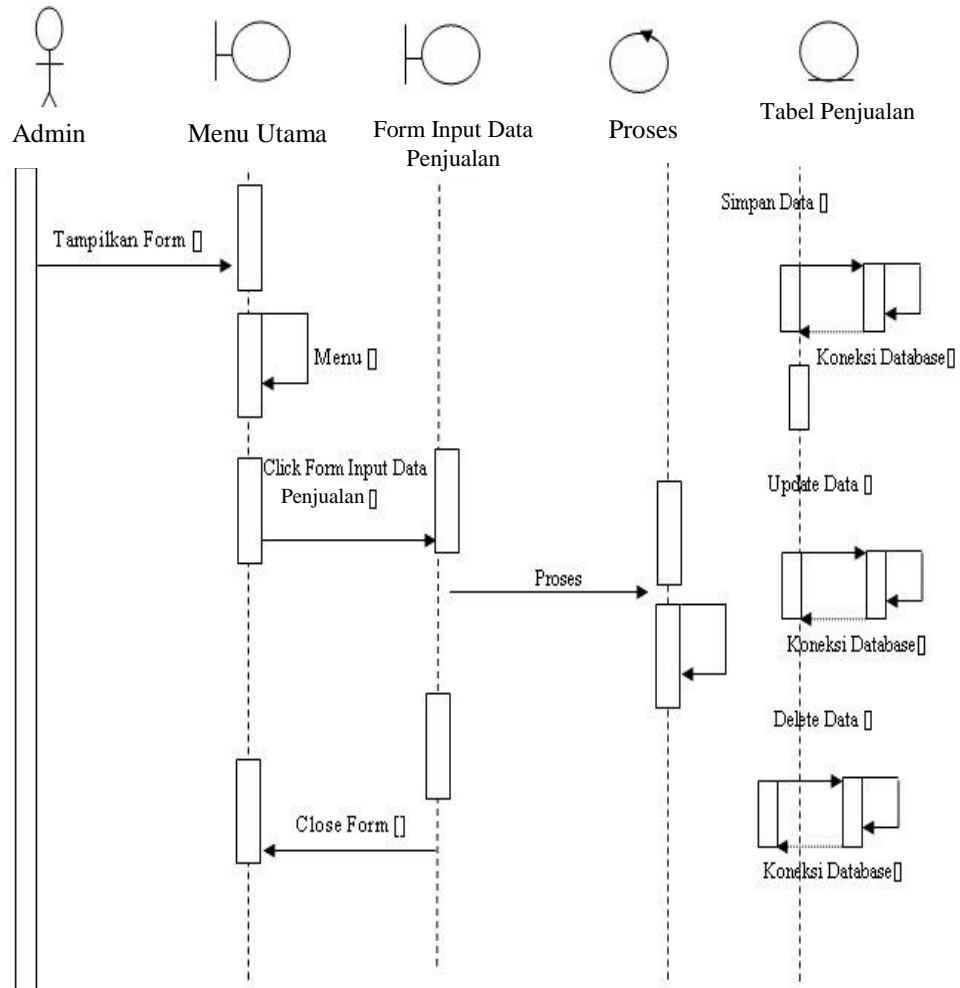 Admin
Menu Utama
Form Input Data
Penjualan
Proses
Tabel Penjualan
Simpan Data []
Tampilkan Form []
Menu []
Koneksi Database[]
Click Form Input Data
Penjualan []
Update Data []
Proses
Koneksi Database[]
Delete Data []
Close Form []
Koneksi Database[]